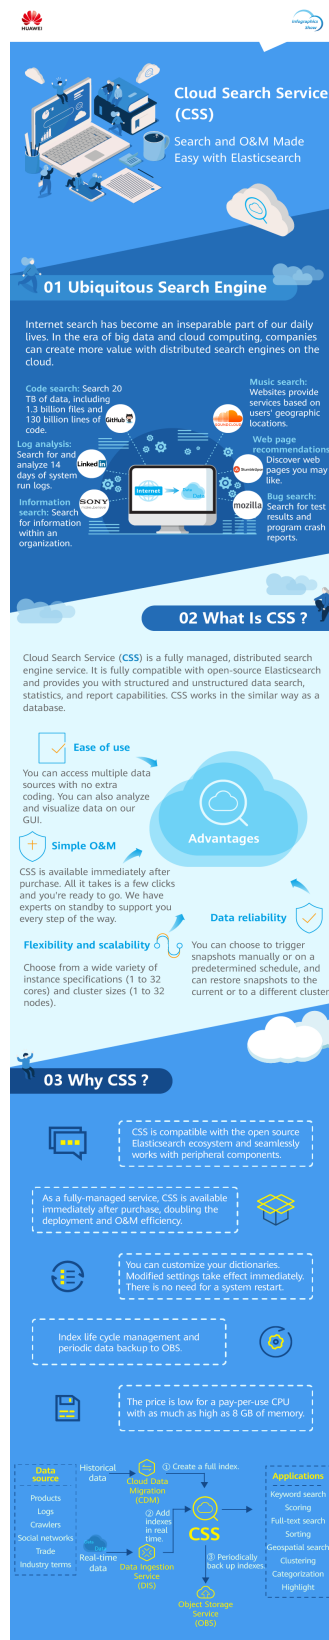 HUAWEI
Infographics
Show
Cloud Search Service
(CSS)
Search and O&M Made
Easy with Elasticsearch
01 Ubiquitous Search Engine
Internet search has become an inseparable part of our daily
lives. In the era of big data and cloud computing, companies
can create more value with distributed search engines on the
cloud.
Code search: Search 20
TB of data, including
1.3 billion files and
130 billion lines of
code.
GitHub
Log analysis:
Search for and
analyze 14
days of system
run logs.
Linked in
Information
search: Search
for information
within an
organization.
SONY
Internet
Data
Music search:
Websites provide
services based on
users' geographic
locations.
SOUNDCLOUD
Web page
recommendations:
Discover web
pages you may
like.
StumbleUpon
Bug search:
Search for test
results and
program crash
reports.
mozilla
02 What Is CSS ?
Cloud Search Service (CSS) is a fully managed, distributed search
engine service. It is fully compatible with open-source Elasticsearch
and provides you with structured and unstructured data search,
statistics, and report capabilities. CSS works in the similar way as a
database.
Ease of use
You can access multiple data
sources with no extra
coding. You can also analyze
and visualize data on our
GUI.
Advantages
Simple O&M
CSS is available immediately after
purchase. All it takes is a few clicks
and you're ready to go. We have
experts on standby to support you
every step of the way.
Data reliability
You can choose to trigger
snapshots manually or on a
predetermined schedule, and
can restore snapshots to the
current or to a different cluster
Flexibility and scalability
Choose from a wide variety of
instance specifications (1 to 32
cores) and cluster sizes (1 to 32
nodes).
03 Why CSS ?
CSS is compatible with the open source
Elasticsearch ecosystem and seamlessly
works with peripheral components.
As a fully-managed service, CSS is available
immediately after purchase, doubling the
deployment and O&M efficiency.
You can customize your dictionaries.
Modified settings take effect immediately.
There is no need for a system restart.
Index life cycle management and
periodic data backup to OBS.
The price is low for a pay-per-use CPU
with as much as high as 8 GB of memory.
Data
source
Products
Logs
Crawlers
Social networks
Trade
Industry terms
Historical
data
Real-time
data
Cloud Data
Migration
(CDM)
① Create a full index.
② Add
indexes
in real
time.
Data Ingestion
Service
(DIS)
CSS
③ Periodically
back up indexes.
Object Storage
Service
(OBS)
Applications
Keyword search
Scoring
Full-text search
Sorting
Geospatial search
Clustering
Categorization
Highlight